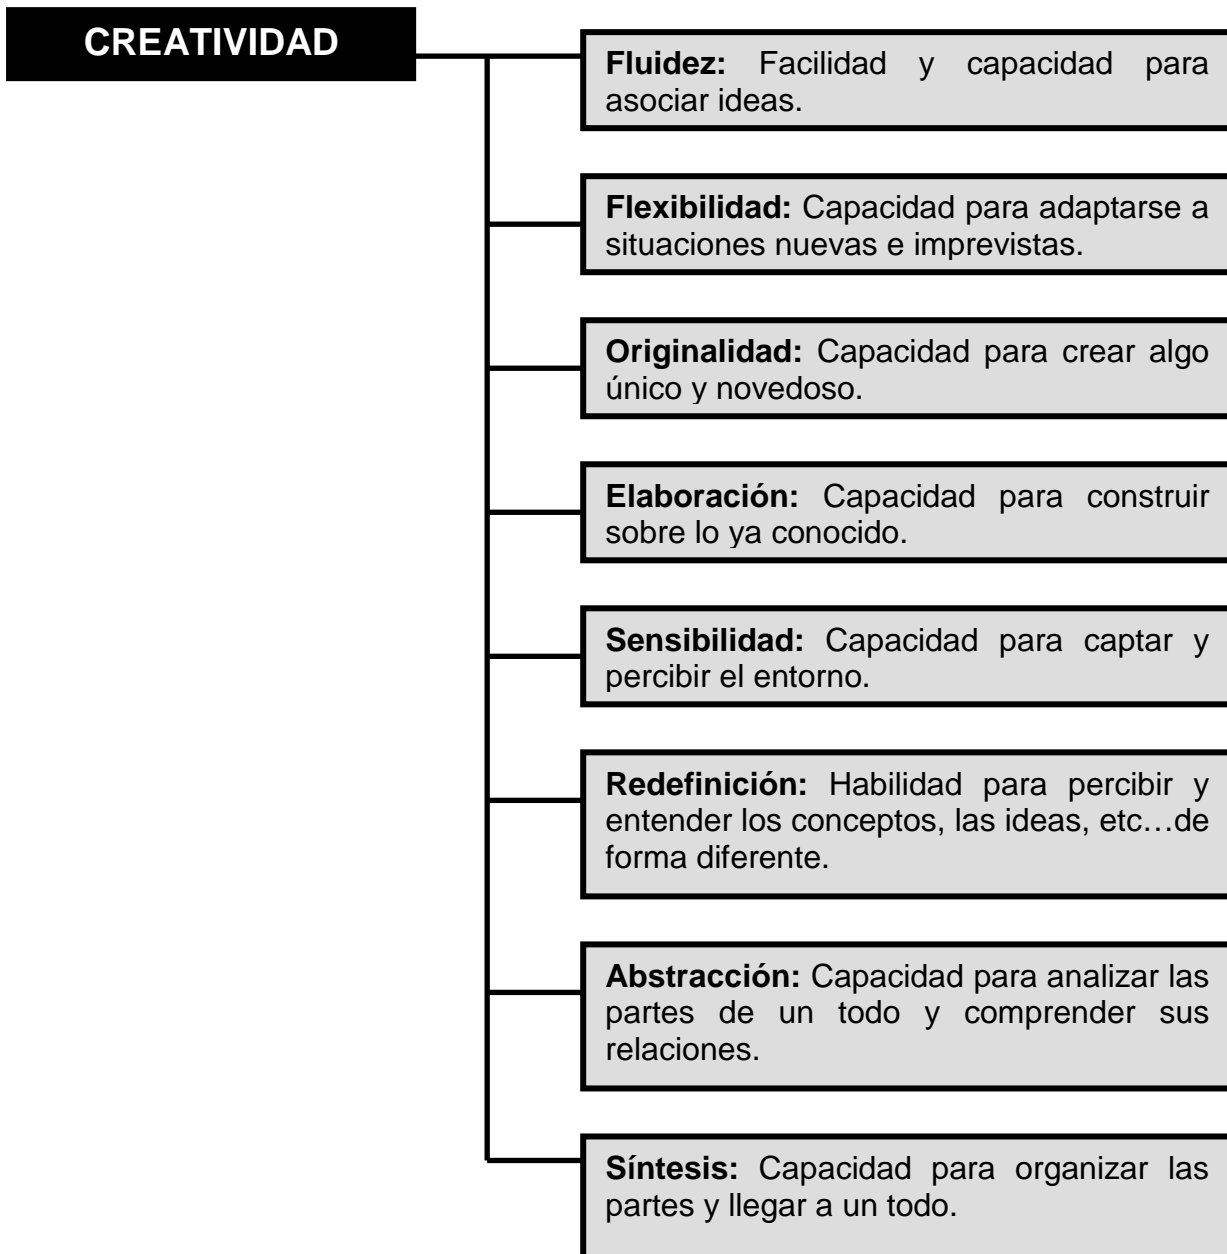 CREATIVIDAD
Fluidez: Facilidad y capacidad para
asociar ideas.
Flexibilidad: Capacidad para adaptarse a
situaciones nuevas e imprevistas.
Originalidad: Capacidad para crear algo
único y novedoso.
Elaboración: Capacidad para construir
sobre lo ya conocido.
Sensibilidad: Capacidad para captar y
percibir el entorno.
Redefinición: Habilidad para percibir y
entender los conceptos, las ideas, etc…de
forma diferente.
Abstracción: Capacidad para analizar las
partes de un todo y comprender sus
relaciones.
Síntesis: Capacidad para organizar las
partes y llegar a un todo.